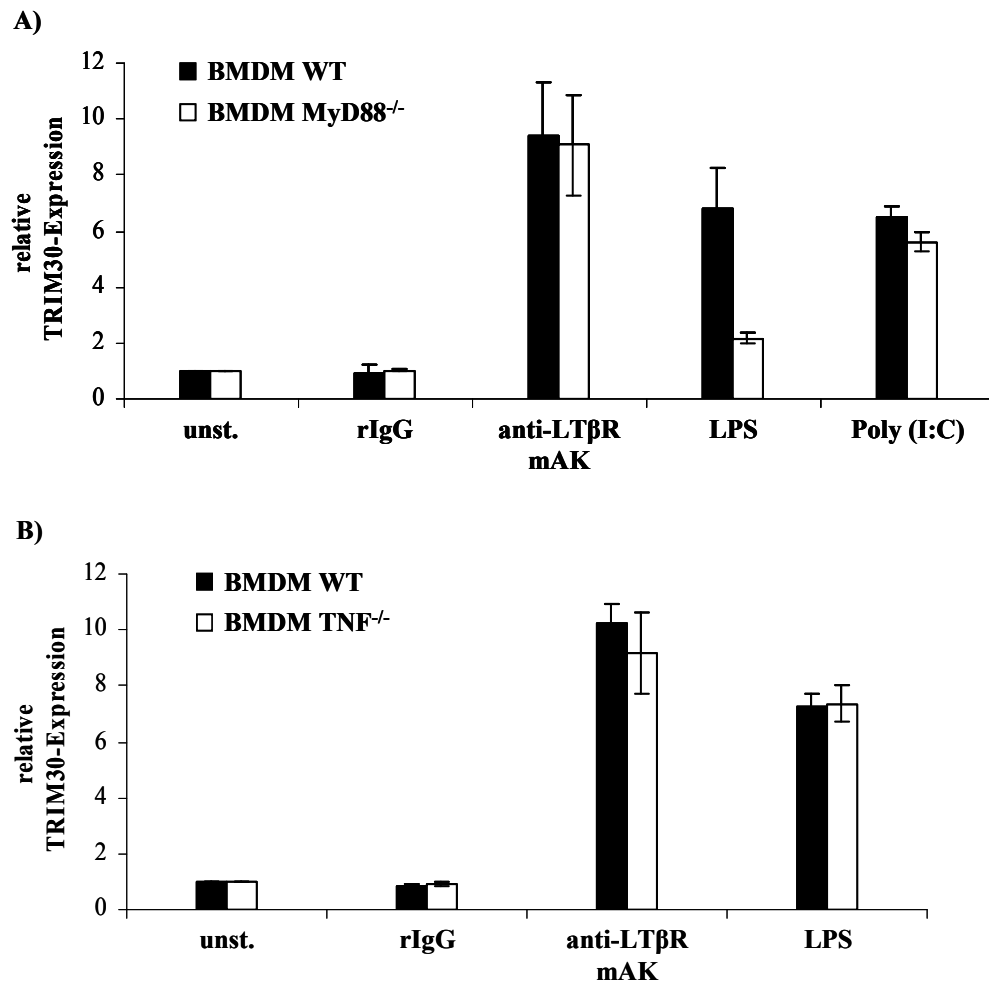 A)
relative
TRIM30-Expression
12
10
8
6
4
2
0
BMDM WT
BMDM MyD88-/-
unst.
rIgG
anti-LTβR
mAK
LPS
Poly (I:C)
B)
relative
TRIM30-Expression
12
10
8
6
4
2
0
BMDM WT
BMDM TNF-/-
unst.
rIgG
anti-LTβR
mAK
LPS